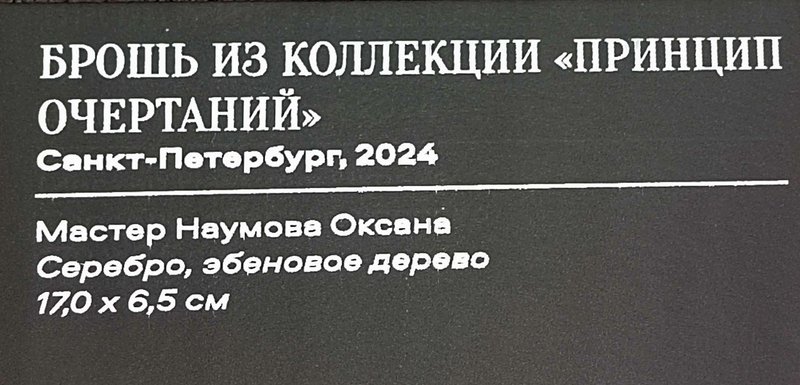 БРОШЬ ИЗ КОЛЛЕКЦИИ «ПРИНЦИП
ОЧЕРТАНИЙ»
Санкт-Петербург, 2024
Мастер Наумова Оксана
Серебро, эбеновое дерево
17,0 х 6,5 см